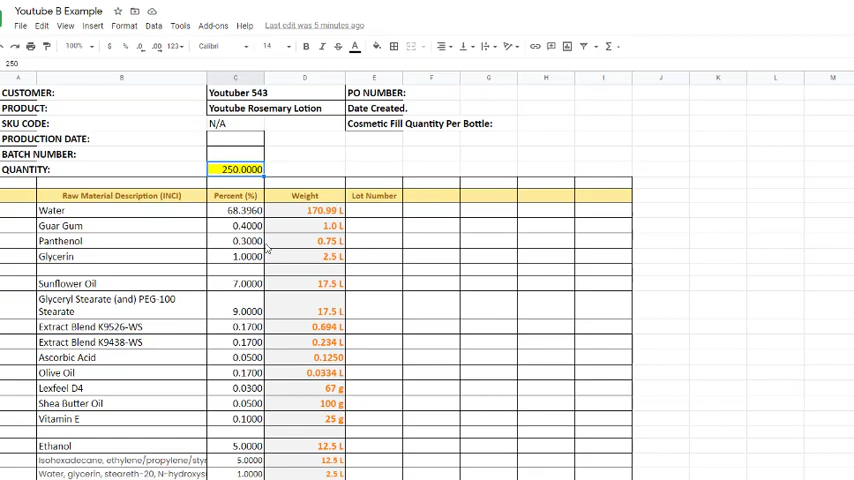 Youtube B Example
File Edit View Insert Format Data Tools Add-ons Help Last edit was 5 minutes ago
100% $ % .0 .00 123 Calibri 14 B I S A
250
A B C D E F G H I J K L M
CUSTOMER: Youtuber 543 PO NUMBER:
PRODUCT: Youtube Rosemary Lotion Date Created.
SKU CODE: N/A Cosmetic Fill Quantity Per Bottle:
PRODUCTION DATE:
BATCH NUMBER:
QUANTITY: 250.0000
Raw Material Description (INCI) Percent (%) Weight Lot Number
Water 68.3960 170.99 L
Guar Gum 0.4000 1.0 L
Panthenol 0.3000 0.75 L
Glycerin 1.0000 2.5 L
Sunflower Oil 7.0000 17.5 L
Glyceryl Stearate (and) PEG-100
Stearate 9.0000 17.5 L
Extract Blend K9526-WS 0.1700 0.694 L
Extract Blend K9438-WS 0.1700 0.234 L
Ascorbic Acid 0.0500 0.1250
Olive Oil 0.1700 0.0334 L
Lexfeel D4 0.0300 67 g
Shea Butter Oil 0.0500 100 g
Vitamin E 0.1000 25 g
Ethanol 5.0000 12.5 L
Isohexadecane, ethylene/propylene/styr 5.0000 12.5 L
Water, glycerin, steareth-20, N-hydroxys 1.0000 2.5 L